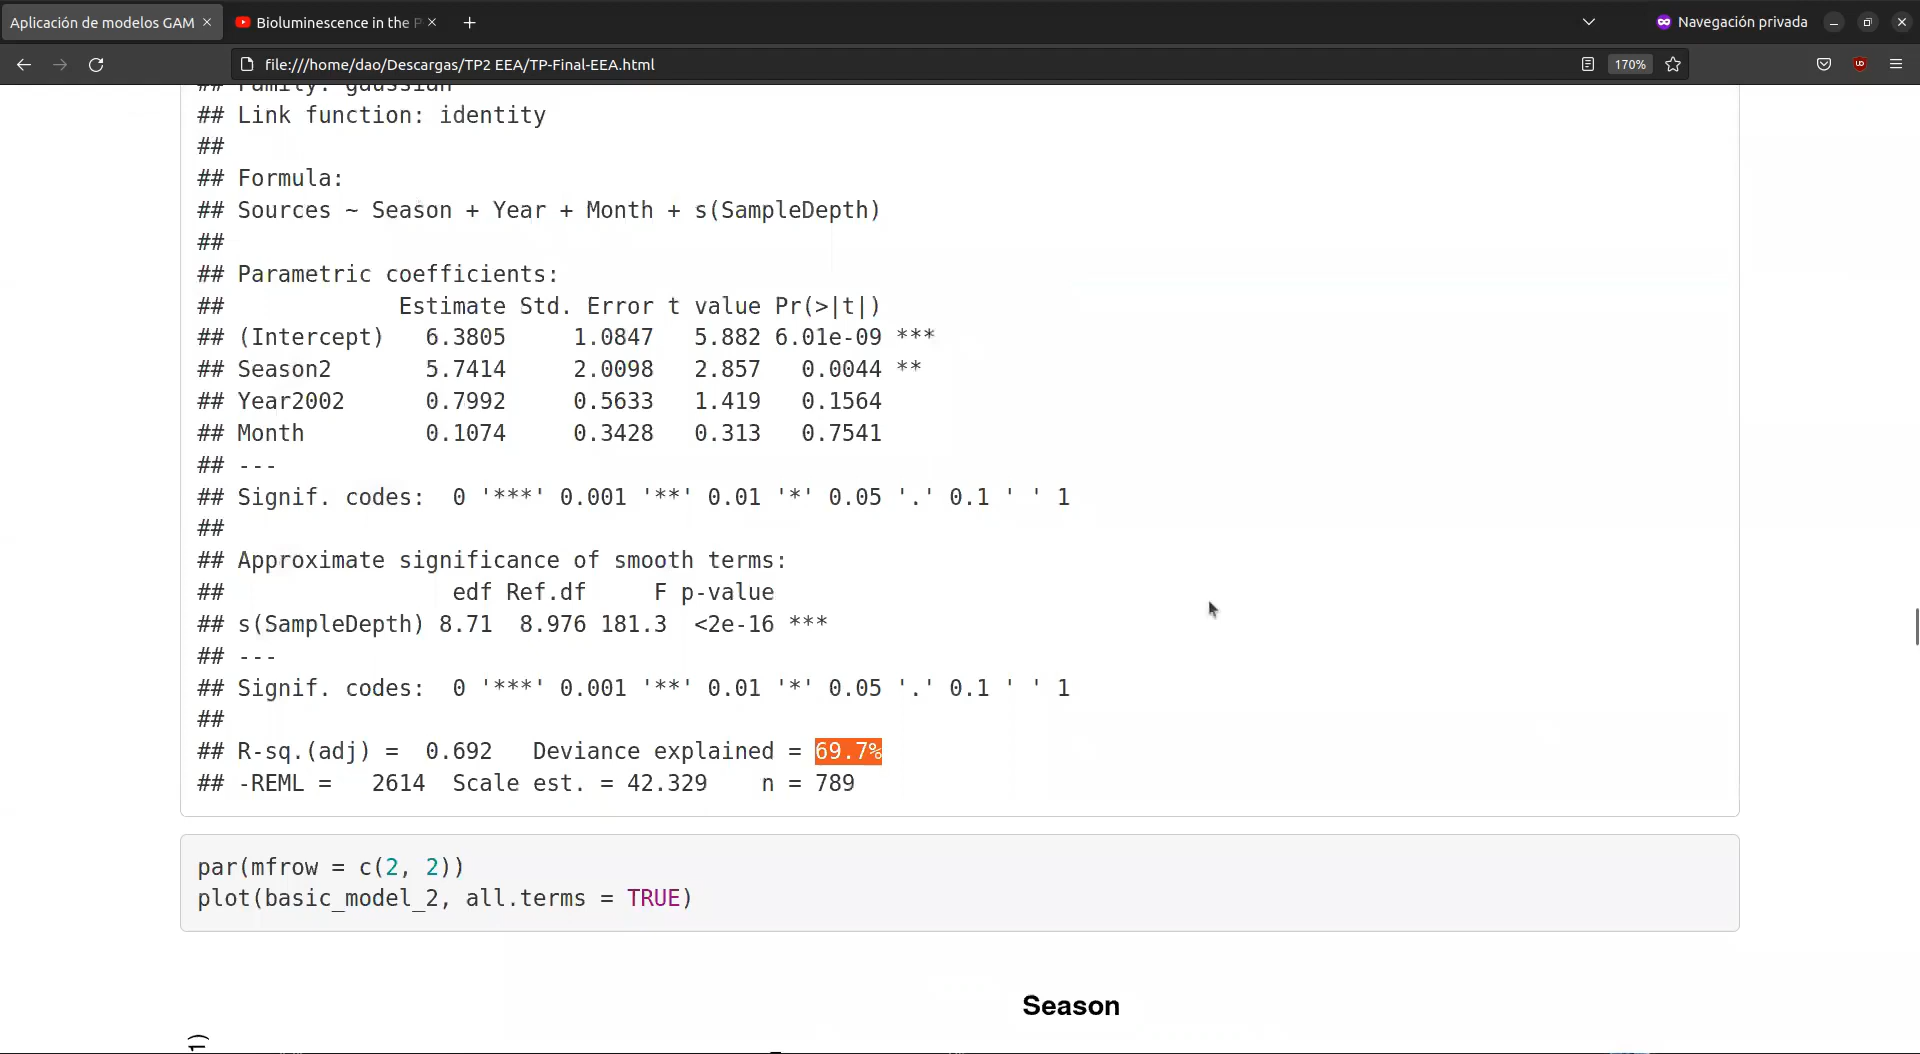 Aplicación de modelos GAM
Bioluminescence in the
Navegación privada
file:///home/dao/Descargas/TP2 EEA/TP-Final-EEA.html
170%
## Family: gaussian
## Link function: identity
##
## Formula:
## Sources ~ Season + Year + Month + s(SampleDepth)
##
## Parametric coefficients:
##             Estimate Std. Error t value Pr(>|t|)
## (Intercept)   6.3805     1.0847   5.882 6.01e-09 ***
## Season2       5.7414     2.0098   2.857   0.0044 **
## Year2002      0.7992     0.5633   1.419   0.1564
## Month         0.1074     0.3428   0.313   0.7541
## ---
## Signif. codes:  0 '***' 0.001 '**' 0.01 '*' 0.05 '.' 0.1 ' ' 1
##
## Approximate significance of smooth terms:
##                 edf Ref.df     F p-value
## s(SampleDepth) 8.71  8.976 181.3  <2e-16 ***
## ---
## Signif. codes:  0 '***' 0.001 '**' 0.01 '*' 0.05 '.' 0.1 ' ' 1
##
## R-sq.(adj) =  0.692   Deviance explained = 69.7%
## -REML =   2614  Scale est. = 42.329    n = 789
par(mfrow = c(2, 2))
plot(basic_model_2, all.terms = TRUE)
Season